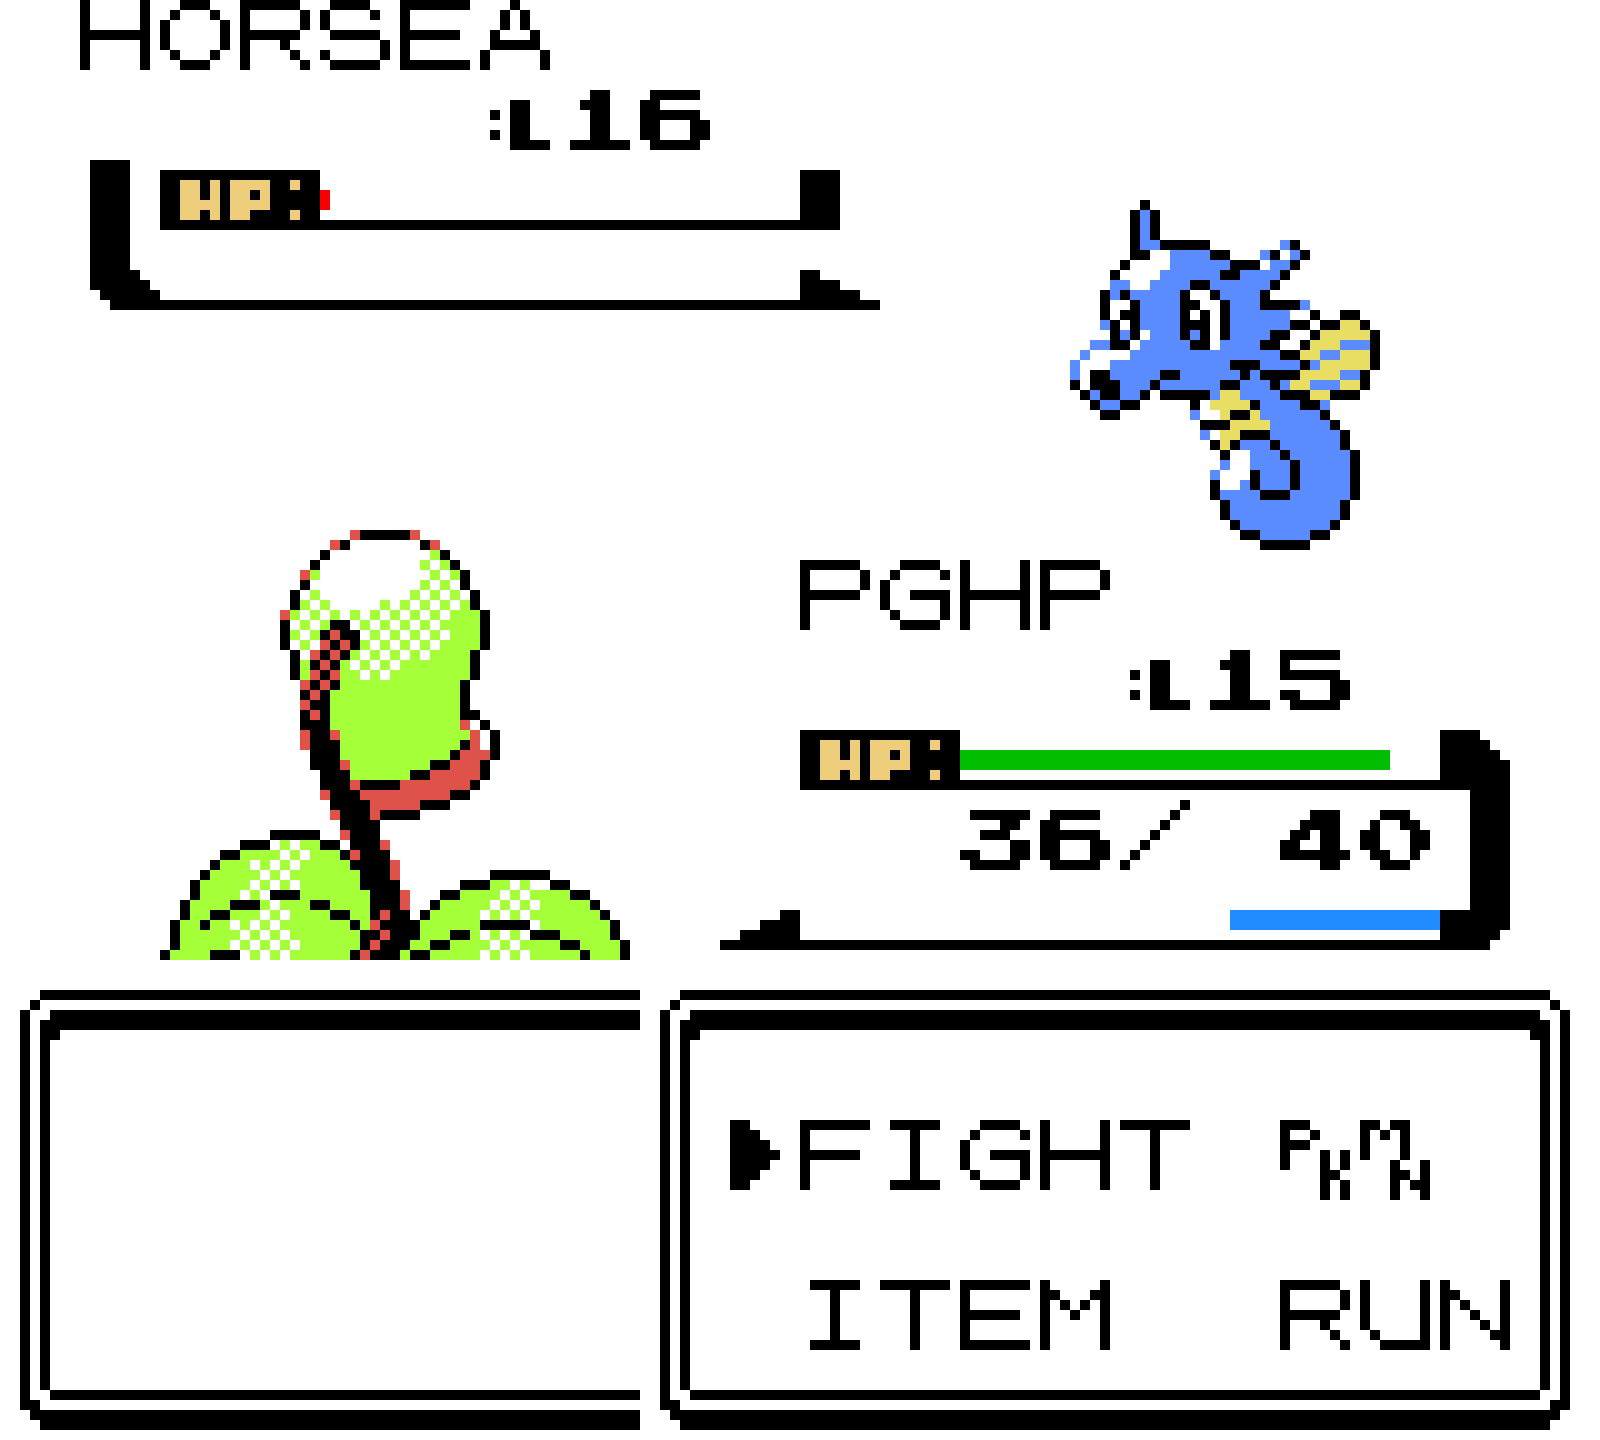 HORSEA
:L16
HP:
PGHP
:L15
HP:
36/ 40
▶FIGHT PKMN
ITEM RUN